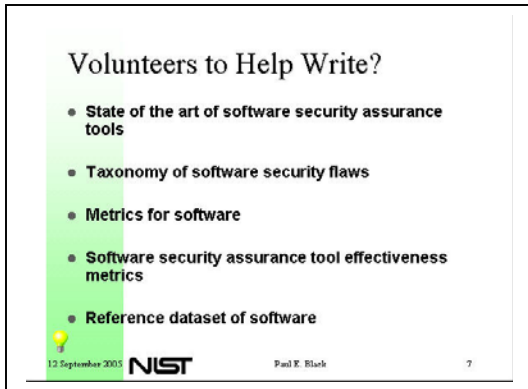 Volunteers to Help Write?
• State of the art of software security assurance
tools
• Taxonomy of software security flaws
• Metrics for software
• Software security assurance tool effectiveness
metrics
• Reference dataset of software
12 September 2005 NIST Paul E. Black 7